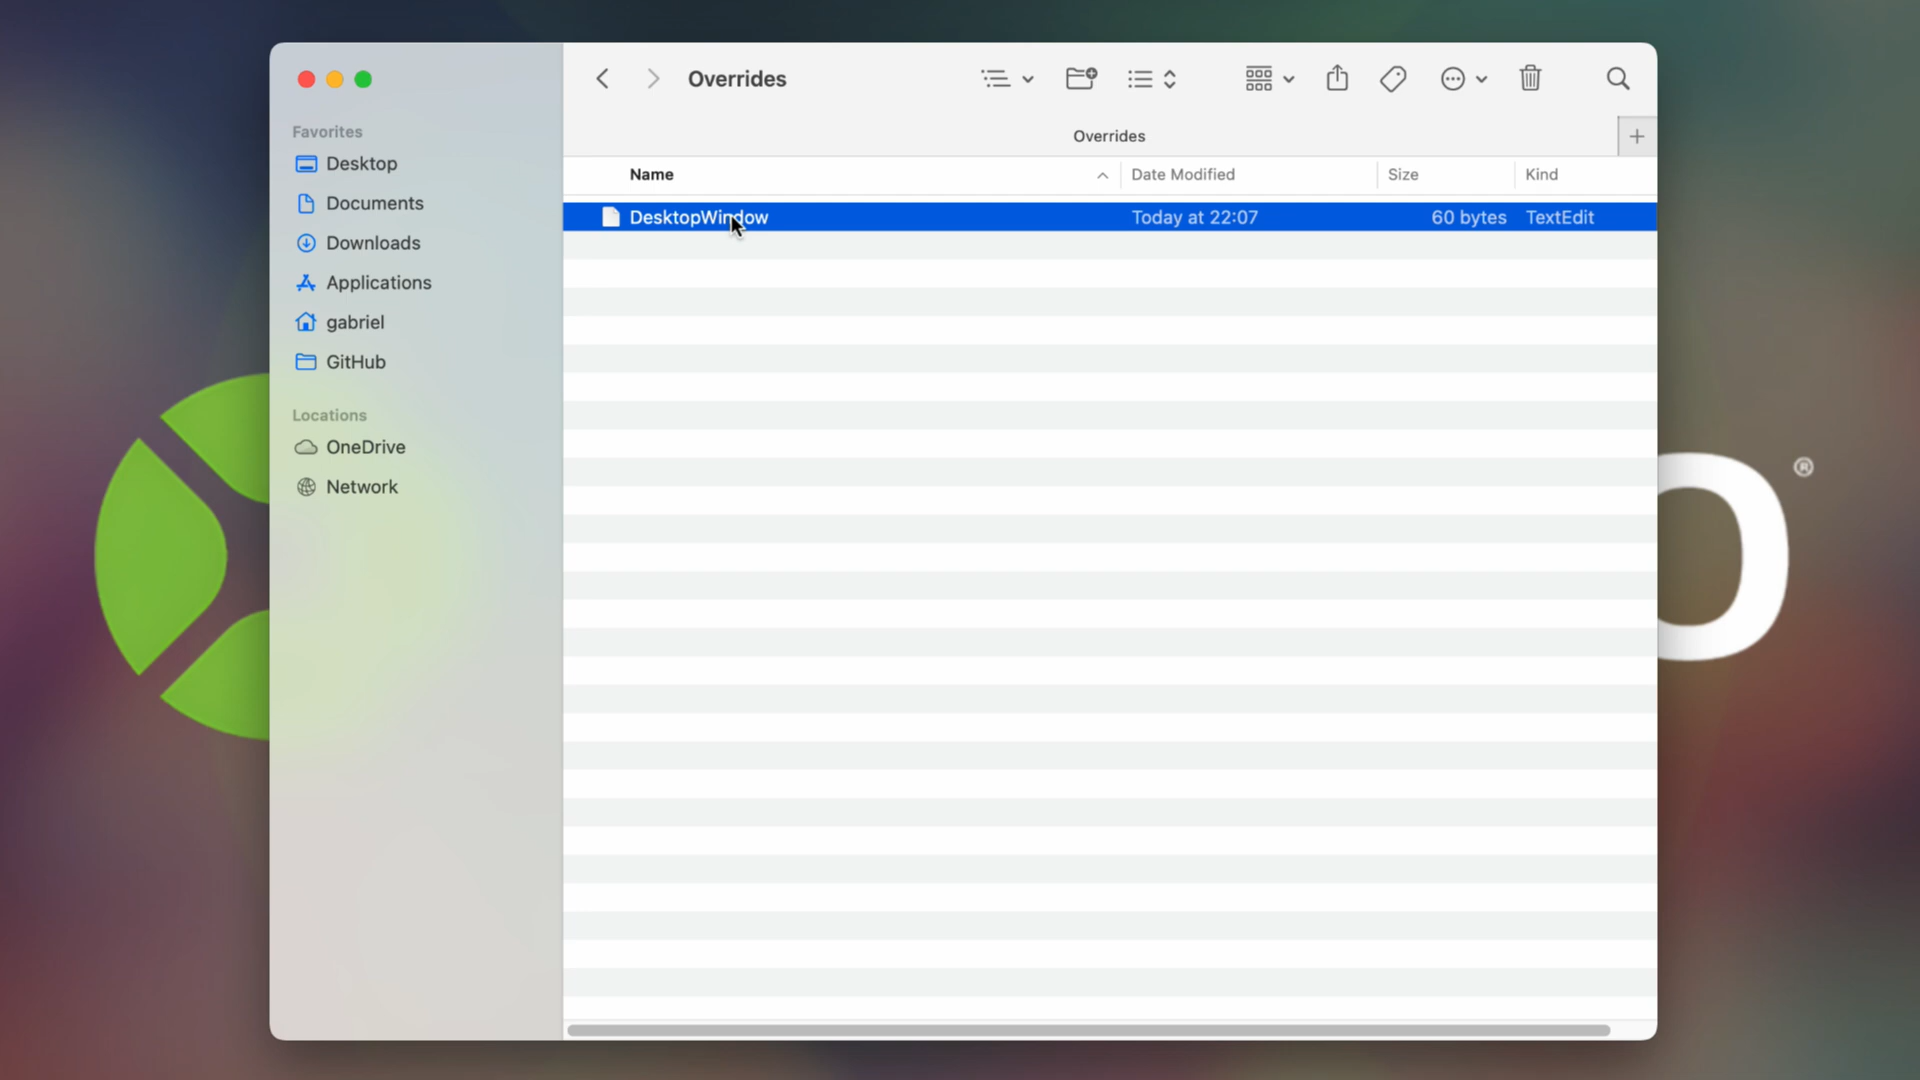 Overrides
Overrides
Favorites
Desktop
Documents
Downloads
Applications
gabriel
GitHub
Locations
OneDrive
Network
Name Date Modified Size Kind
DesktopWindow Today at 22:07 60 bytes TextEdit
O®